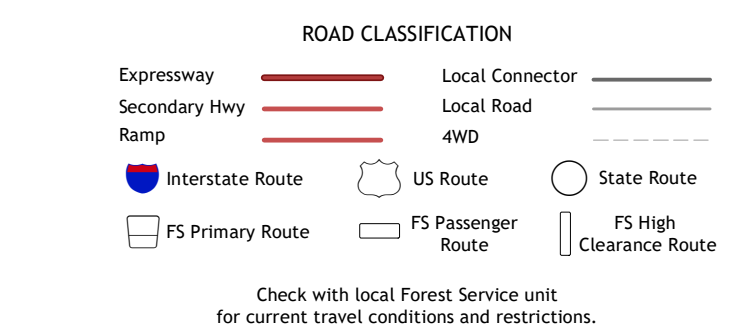 ROAD CLASSIFICATION
Expressway
Local Connector
Secondary Hwy
Local Road
Ramp
4WD
Interstate Route
US Route
State Route
FS Primary Route
FS Passenger
Route
FS High
Clearance Route
Check with local Forest Service unit
for current travel conditions and restrictions.